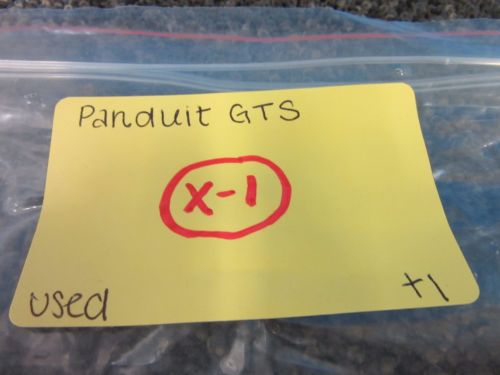 Panduit GTS
X-1
used +1